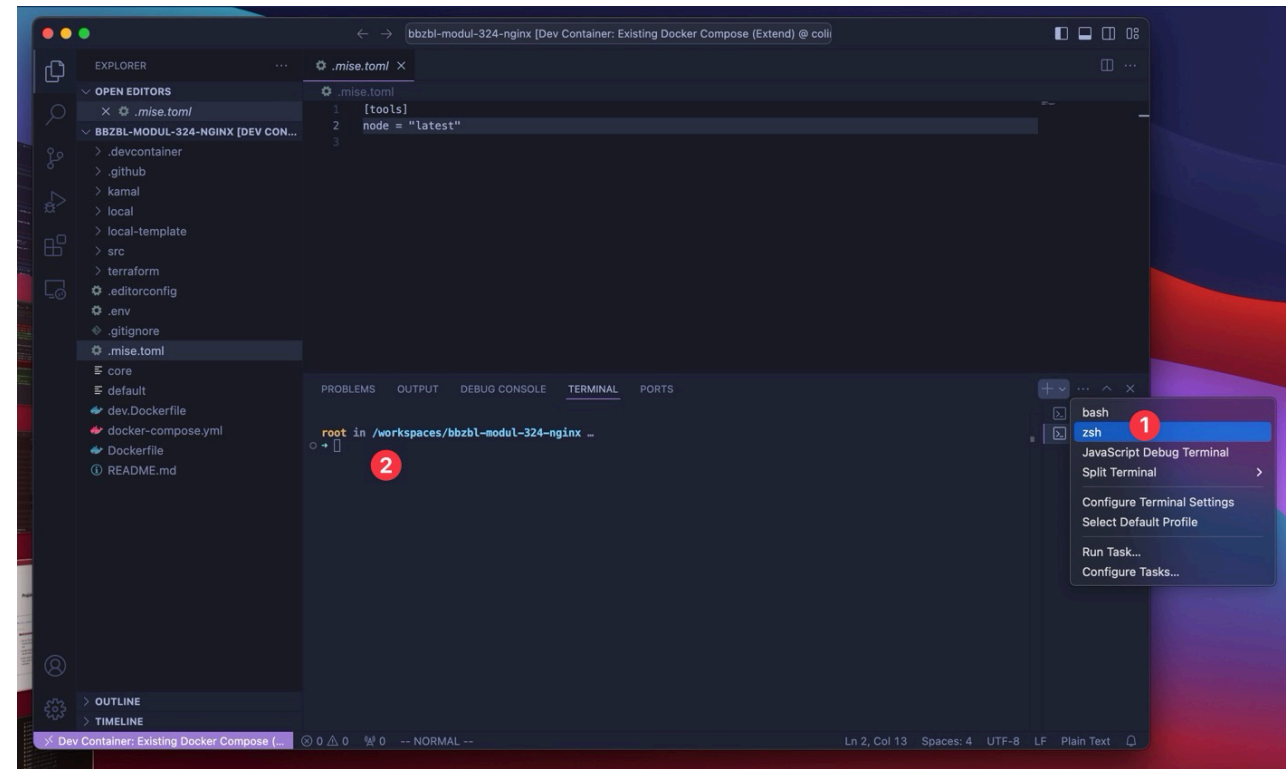 bbzbl-modul-324-nginx [Dev Container: Existing Docker Compose (Extend) @ coli
EXPLORER
OPEN EDITORS
.mise.toml
BBZBL-MODUL-324-NGINX [DEV CON...
.devcontainer
.github
kamal
local
local-template
src
terraform
.editorconfig
.env
.gitignore
.mise.toml
core
default
dev.Dockerfile
docker-compose.yml
Dockerfile
README.md
OUTLINE
TIMELINE
.mise.toml
.mise.toml
1 [tools]
2 node = "latest"
3
PROBLEMS OUTPUT DEBUG CONSOLE TERMINAL PORTS
root in /workspaces/bbzbl-modul-324-nginx …
2
bash
zsh
1
JavaScript Debug Terminal
Split Terminal
Configure Terminal Settings
Select Default Profile
Run Task...
Configure Tasks...
Dev Container: Existing Docker Compose (... 0 0 0 -- NORMAL -- Ln 2, Col 13 Spaces: 4 UTF-8 LF Plain Text